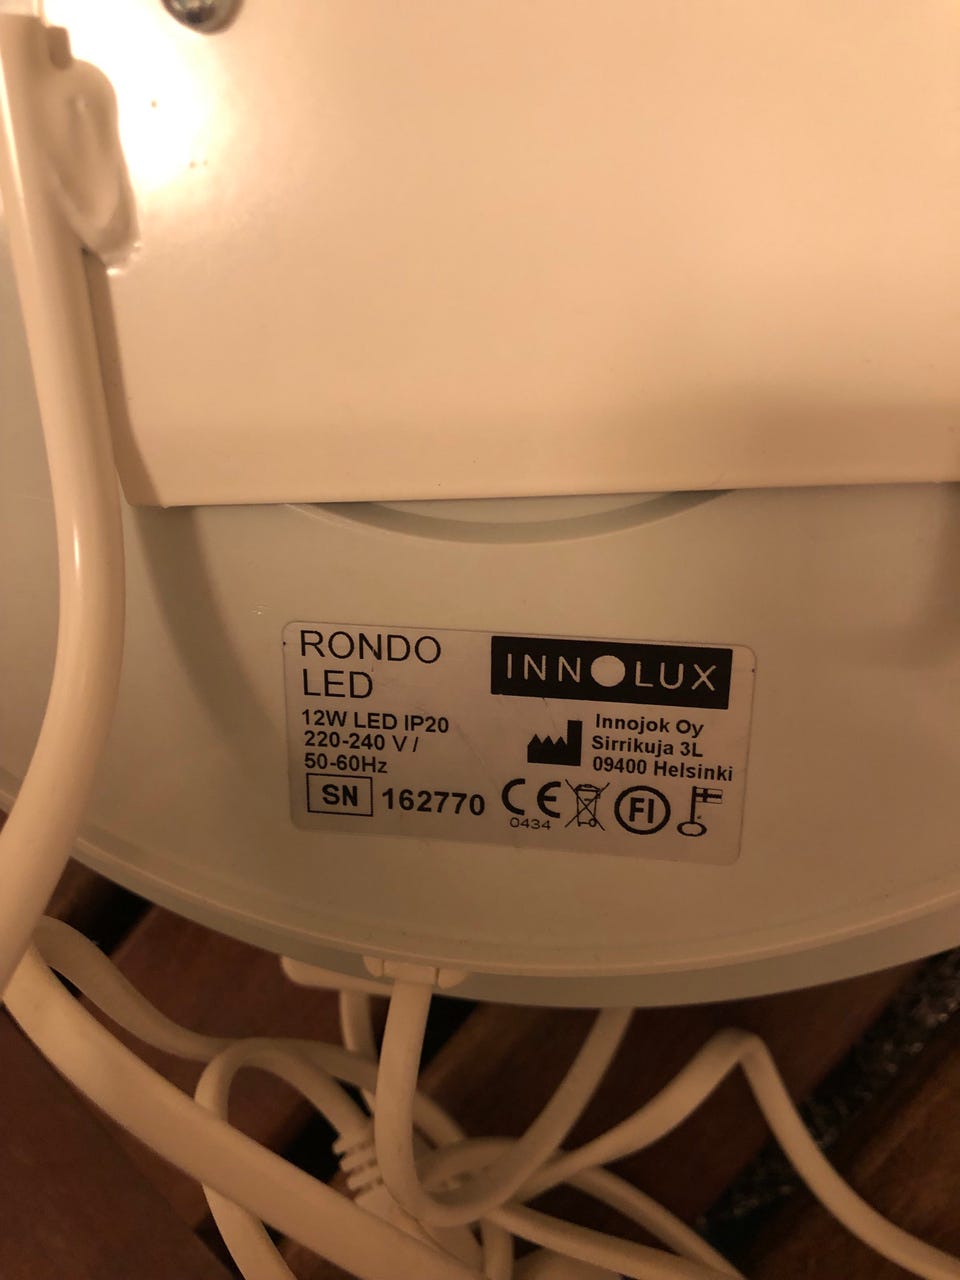 RONDO
LED
12W LED IP20
220-240 V /
50-60Hz
SN 162770
INNOLUX
Innojok Oy
Sirrikuja 3L
09400 Helsinki
CE
0434
FI